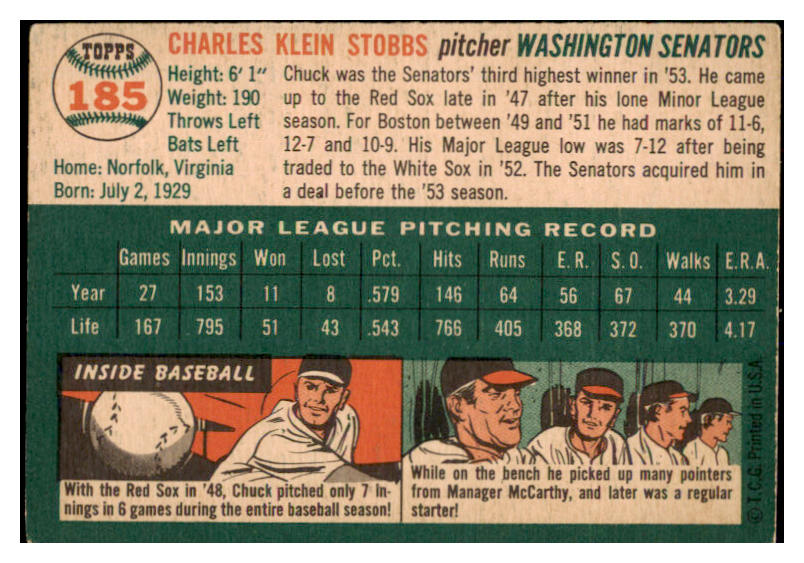 TOPPS
185
CHARLES KLEIN STOBBS pitcher WASHINGTON SENATORS
Height: 6' 1"
Weight: 190
Throws Left
Bats Left
Home: Norfolk, Virginia
Born: July 2, 1929
Chuck was the Senators' third highest winner in '53. He came
up to the Red Sox late in '47 after his lone Minor League
season. For Boston between '49 and '51 he had marks of 11-6,
12-7 and 10-9. His Major League low was 7-12 after being
traded to the White Sox in '52. The Senators acquired him in
a deal before the '53 season.
MAJOR LEAGUE PITCHING RECORD
Games Innings Won Lost Pct. Hits Runs E. R. S. O. Walks E.R.A.
Year 27 153 11 8 .579 146 64 56 67 44 3.29
Life 167 795 51 43 .543 766 405 368 372 370 4.17
INSIDE BASEBALL
With the Red Sox in '48, Chuck pitched only 7 in-
nings in 6 games during the entire baseball season!
While on the bench he picked up many pointers
from Manager McCarthy, and later was a regular
starter!
© T.C.G. Printed in U.S.A.